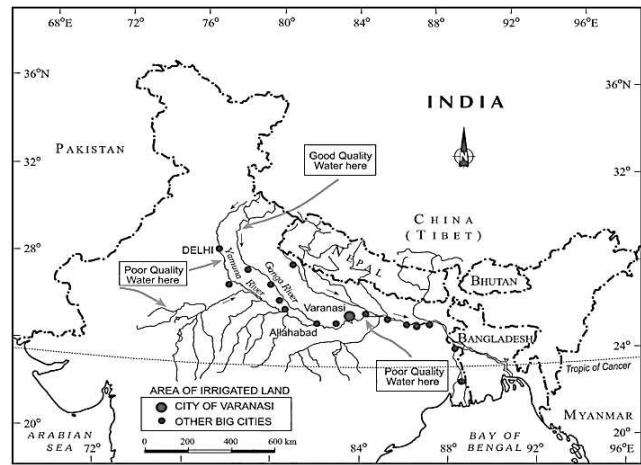 68°E 72° 76° 80° 84° 88° 92° 96°E
36°N
36°N
INDIA
PAKISTAN
N
Good Quality
Water here
32°
32°
CHINA
(TIBET)
DELHI
NEPAL
28°
28°
Yamuna River
Ganga River
Poor Quality
Water here
BHUTAN
Varanasi
Allahabad
BANGLADESH
24°
24°
Poor Quality
Water here
Tropic of Cancer
AREA OF IRRIGATED LAND
CITY OF VARANASI
OTHER BIG CITIES
MYANMAR
20°
20°
0 200 400 600 km
ARABIAN
SEA
BAY OF
BENGAL
72° 84° 92° 96°E